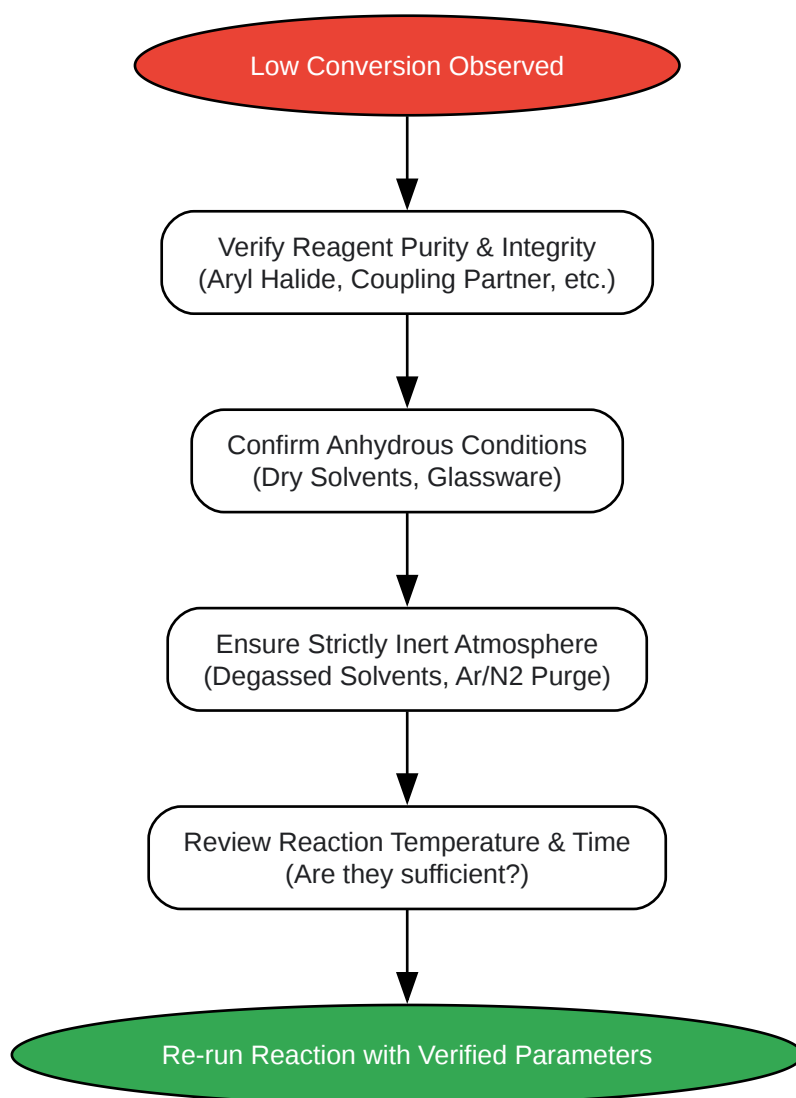 Low Conversion Observed
Verify Reagent Purity & Integrity
(Aryl Halide, Coupling Partner, etc.)
Confirm Anhydrous Conditions
(Dry Solvents, Glassware)
Ensure Strictly Inert Atmosphere
(Degassed Solvents, Ar/N2 Purge)
Review Reaction Temperature & Time
(Are they sufficient?)
Re-run Reaction with Verified Parameters